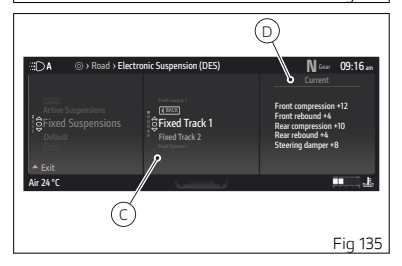 D
A Road › Electronic Suspension (DES) N Gear 09:16 am
Current
Active Suspensions
Fixed Suspensions
Default
Exit
BACK
Fixed Track 1
Fixed Track 2
Front compression +12
Front rebound +4
Rear compression +10
Rear rebound +4
Steering damper +8
Air 24 °C
C
Fig 135